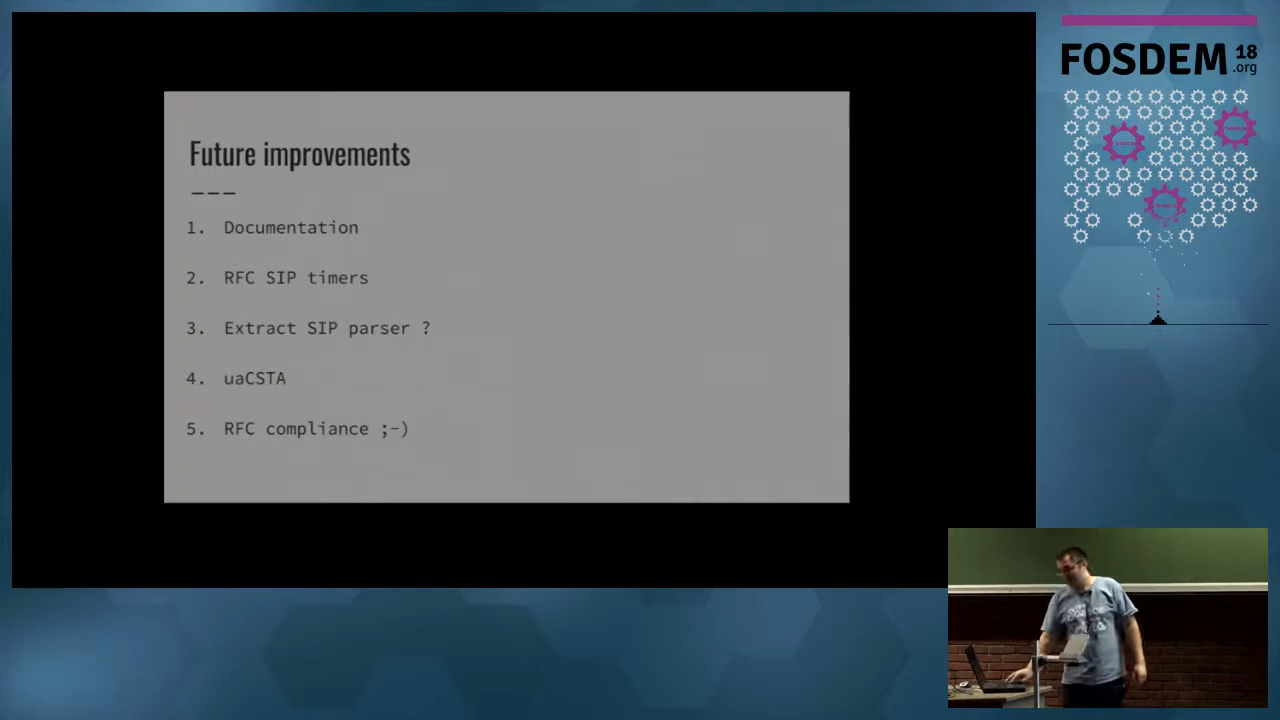 Future improvements
---
1. Documentation
2. RFC SIP timers
3. Extract SIP parser ?
4. uaCSTA
5. RFC compliance ;-)
FOSDEM 18
.org